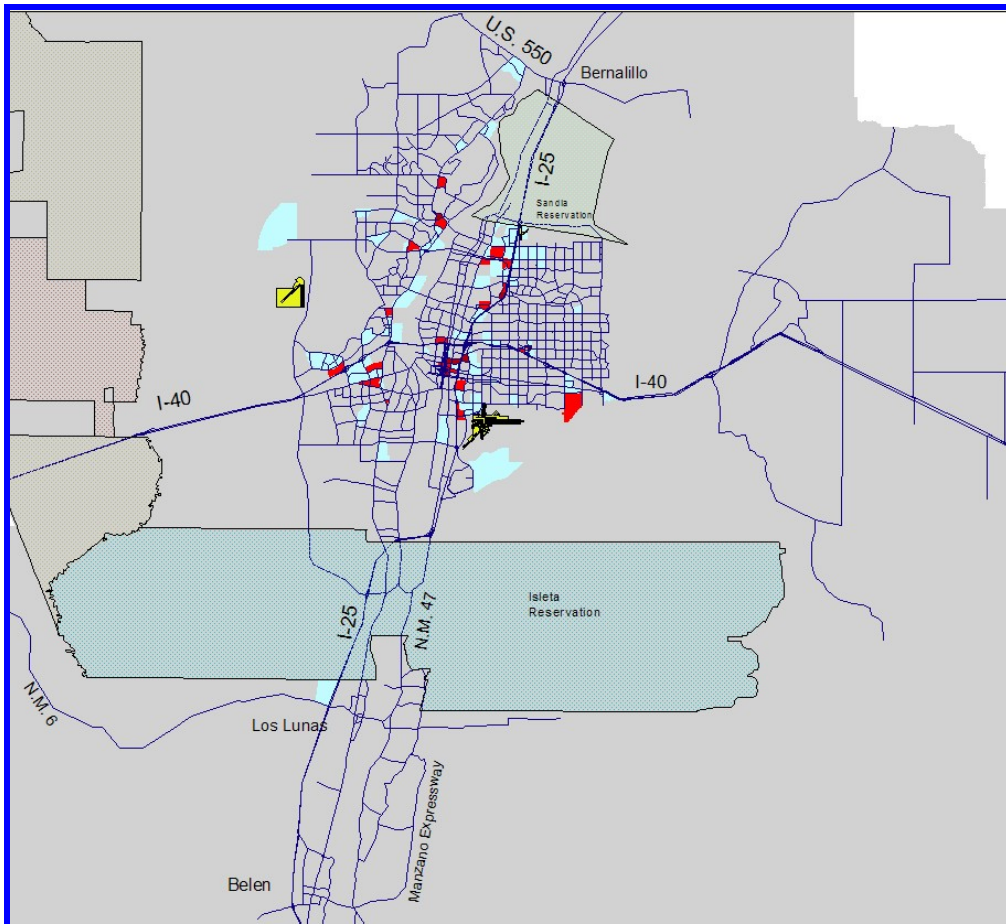 U.S. 550
Bernalillo
I-25
Sandia
Reservation
I-40
I-40
Isleta
Reservation
I-25
N.M. 47
N.M. 6
Los Lunas
Manzano Expressway
Belen